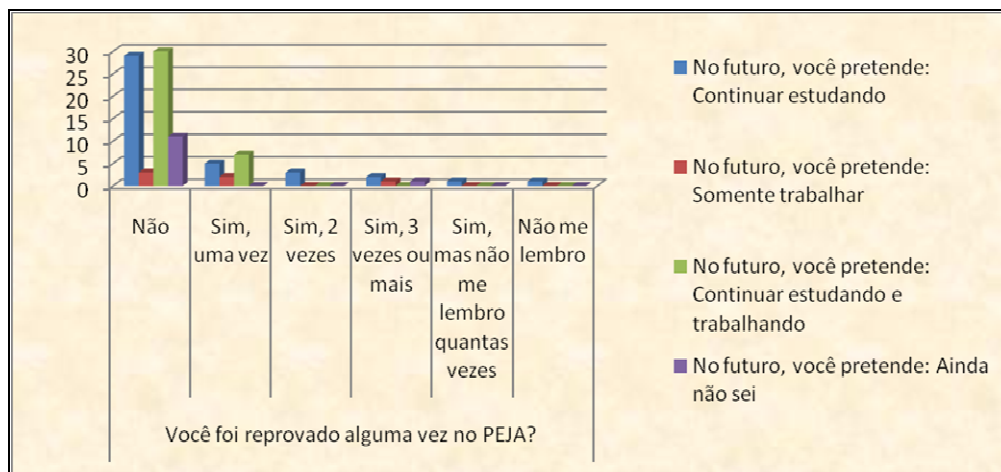 30
25
20
15
10
5
0
Não
Sim,
uma vez
Sim, 2
vezes
Sim, 3
vezes ou
mais
Sim,
mas não
me
lembro
quantas
vezes
Não me
lembro
Você foi reprovado alguma vez no PEJA?
No futuro, você pretende:
Continuar estudando
No futuro, você pretende:
Somente trabalhar
No futuro, você pretende:
Continuar estudando e
trabalhando
No futuro, você pretende: Ainda
não sei